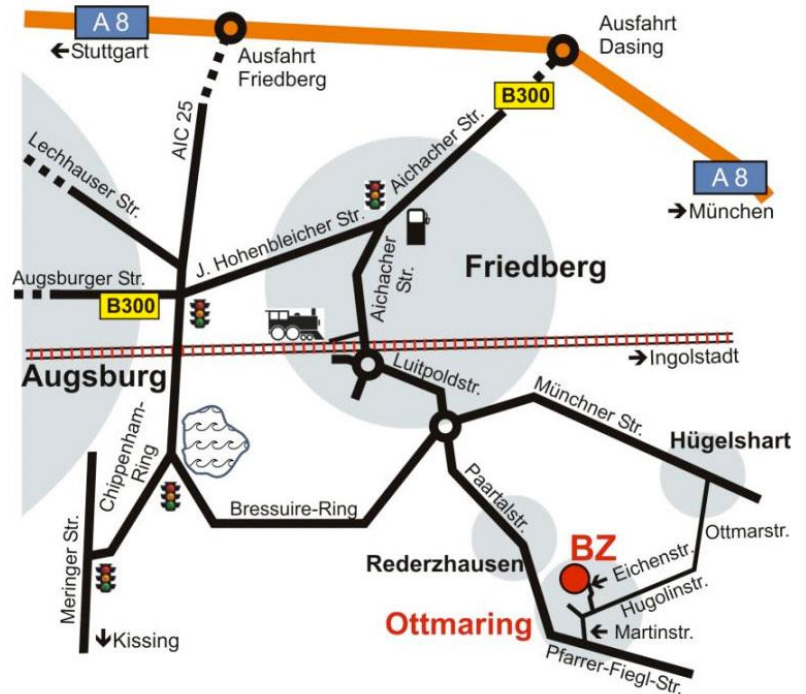 A 8
←Stuttgart
Ausfahrt
Friedberg
Ausfahrt
Dasing
B300
A 8
→München
AIC 25
Lechhauser Str.
Aichacher Str.
J. Hohenbleicher Str.
Augsburger Str.
B300
Aichacher
Str.
Friedberg
→Ingolstadt
Augsburg
Luitpoldstr.
Münchner Str.
Hügelshart
Chippenham-
Ring
Bressuire-Ring
Paartalstr.
Ottmarstr.
Meringer Str.
Rederzhausen
BZ
←Eichenstr.
Hugolinstr.
Ottmaring
←Martinstr.
↓Kissing
Pfarrer-Fiegl-Str.